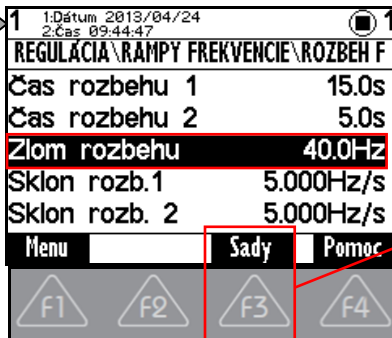 1 1:Dátum 2013/04/24 1
2:Čas 09:44:47
REGULÁCIA\RAMPY FREKVENCIE\ROZBEH F
Čas rozbehu 1 15.0s
Čas rozbehu 2 5.0s
Zlom rozbehu 40.0Hz
Sklon rozb.1 5.000Hz/s
Sklon rozb. 2 5.000Hz/s
Menu Sady Pomoc
F1 F2 F3 F4